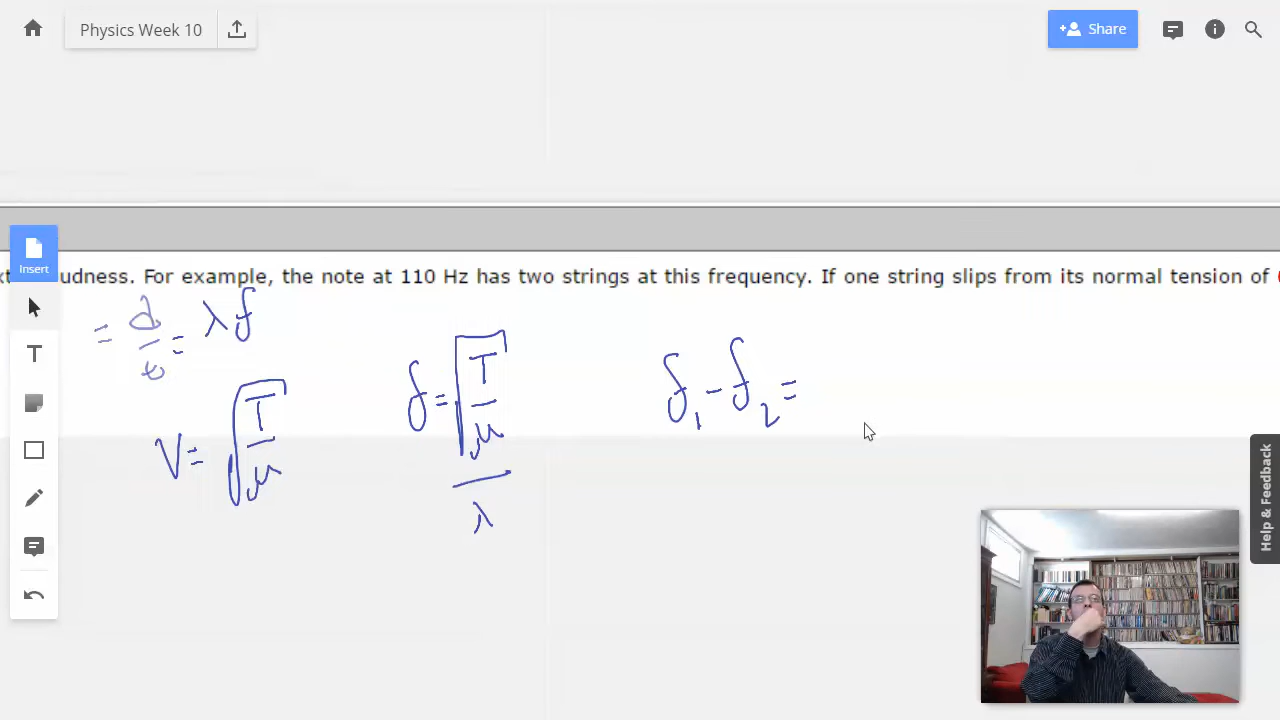 Physics Week 10
Share
Insert
udness. For example, the note at 110 Hz has two strings at this frequency. If one string slips from its normal tension of
= d/t = λf
V = √(T/μ)
f = √(T/μ)/λ
f₁ - f₂ =
T
Help & Feedback